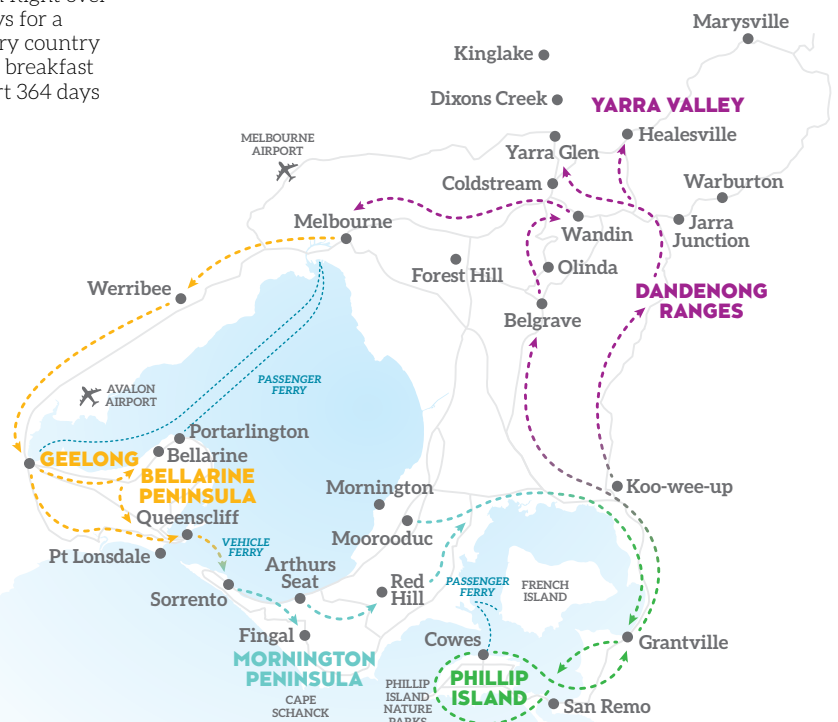 ys for a
ry country
breakfast
rt 364 days
Marysville
Kinglake
Dixons Creek
YARRA VALLEY
Healesville
MELBOURNE
AIRPORT
Yarra Glen
Coldstream
Warburton
Melbourne
Wandin
Jarra
Junction
Forest Hill
Olinda
Werribee
DANDENONG
RANGES
Belgrave
PASSENGER
FERRY
AVALON
AIRPORT
Portarlington
Bellarine
GEELONG
BELLARINE
PENINSULA
Mornington
Koo-wee-up
Queenscliff
Moorooduc
VEHICLE
FERRY
Pt Lonsdale
Arthurs
Seat
Red
Hill
PASSENGER
FERRY
FRENCH
ISLAND
Sorrento
Fingal
Cowes
Grantville
MORNINGTON
PENINSULA
PHILLIP
ISLAND
CAPE
SCHANCK
PHILLIP
ISLAND
NATURE
PARKS
San Remo